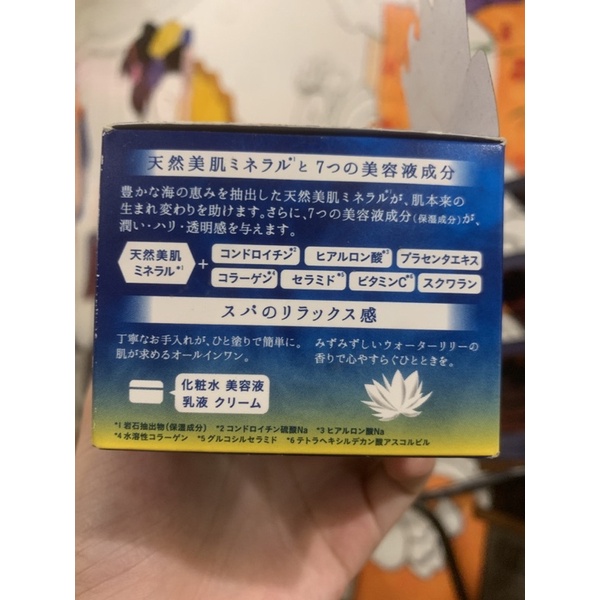 天然美肌ミネラル*1と7つの美容液成分
豊かな海の恵みを抽出した天然美肌ミネラル*1が、肌本来の
生まれ変わりを助けます。さらに、7つの美容液成分(保湿成分)が、
潤い・ハリ・透明感を与えます。
天然美肌
ミネラル*1
+
コンドロイチン*2 ヒアルロン酸*3 プラセンタエキス
コラーゲン*4 セラミド*5 ビタミンC*6 スクワラン
スパのリラックス感
丁寧なお手入れが、ひと塗りで簡単に。
肌が求めるオールインワン。
みずみずしいウォーターリリーの
香りで心やすらぐひとときを。
化粧水 美容液
乳液 クリーム
*1 岩石抽出物(保湿成分) *2 コンドロイチン硫酸Na *3 ヒアルロン酸Na
*4 水溶性コラーゲン *5 グルコシルセラミド *6 テトラヘキシルデカン酸アスコルビル